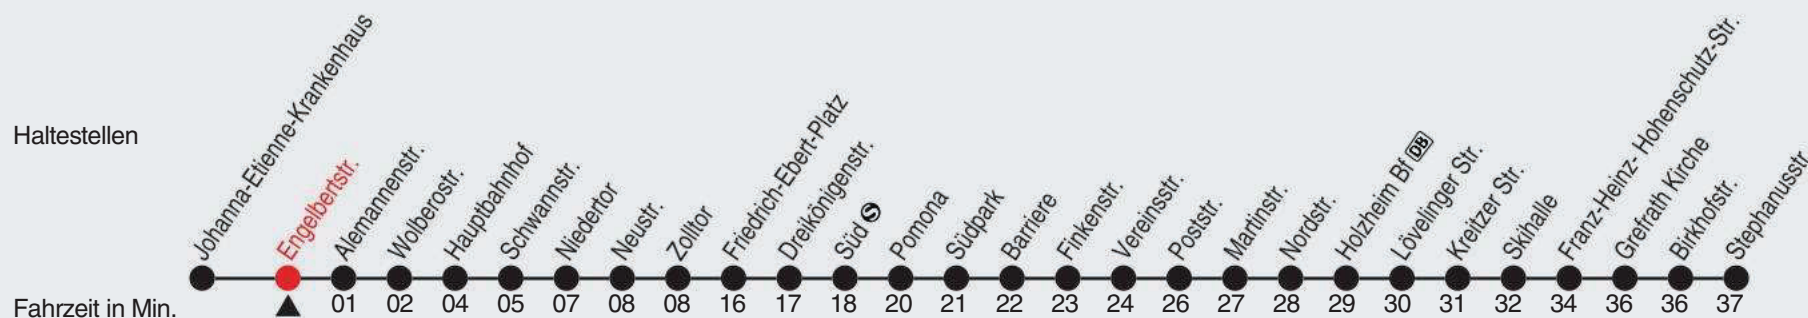 Haltestellen
Johanna-Etienne-Krankenhaus
Engelbertstr.
Alemannenstr.
Wolberostr.
Hauptbahnhof
Schwannstr.
Niedertor
Neustr.
Zolltor
Friedrich-Ebert-Platz
Dreikönigenstr.
Süd S
Pomona
Südpark
Barriere
Finkenstr.
Vereinsstr.
Poststr.
Martinstr.
Nordstr.
Holzheim Bf DB
Lövelinger Str.
Kreitzer Str.
Skihalle
Franz-Heinz- Hohenschutz-Str.
Grefrath Kirche
Birkhofstr.
Stephanusstr.
Fahrzeit in Min. 01 02 04 05 07 08 08 16 17 18 20 21 22 23 24 26 27 28 29 30 31 32 34 36 36 37